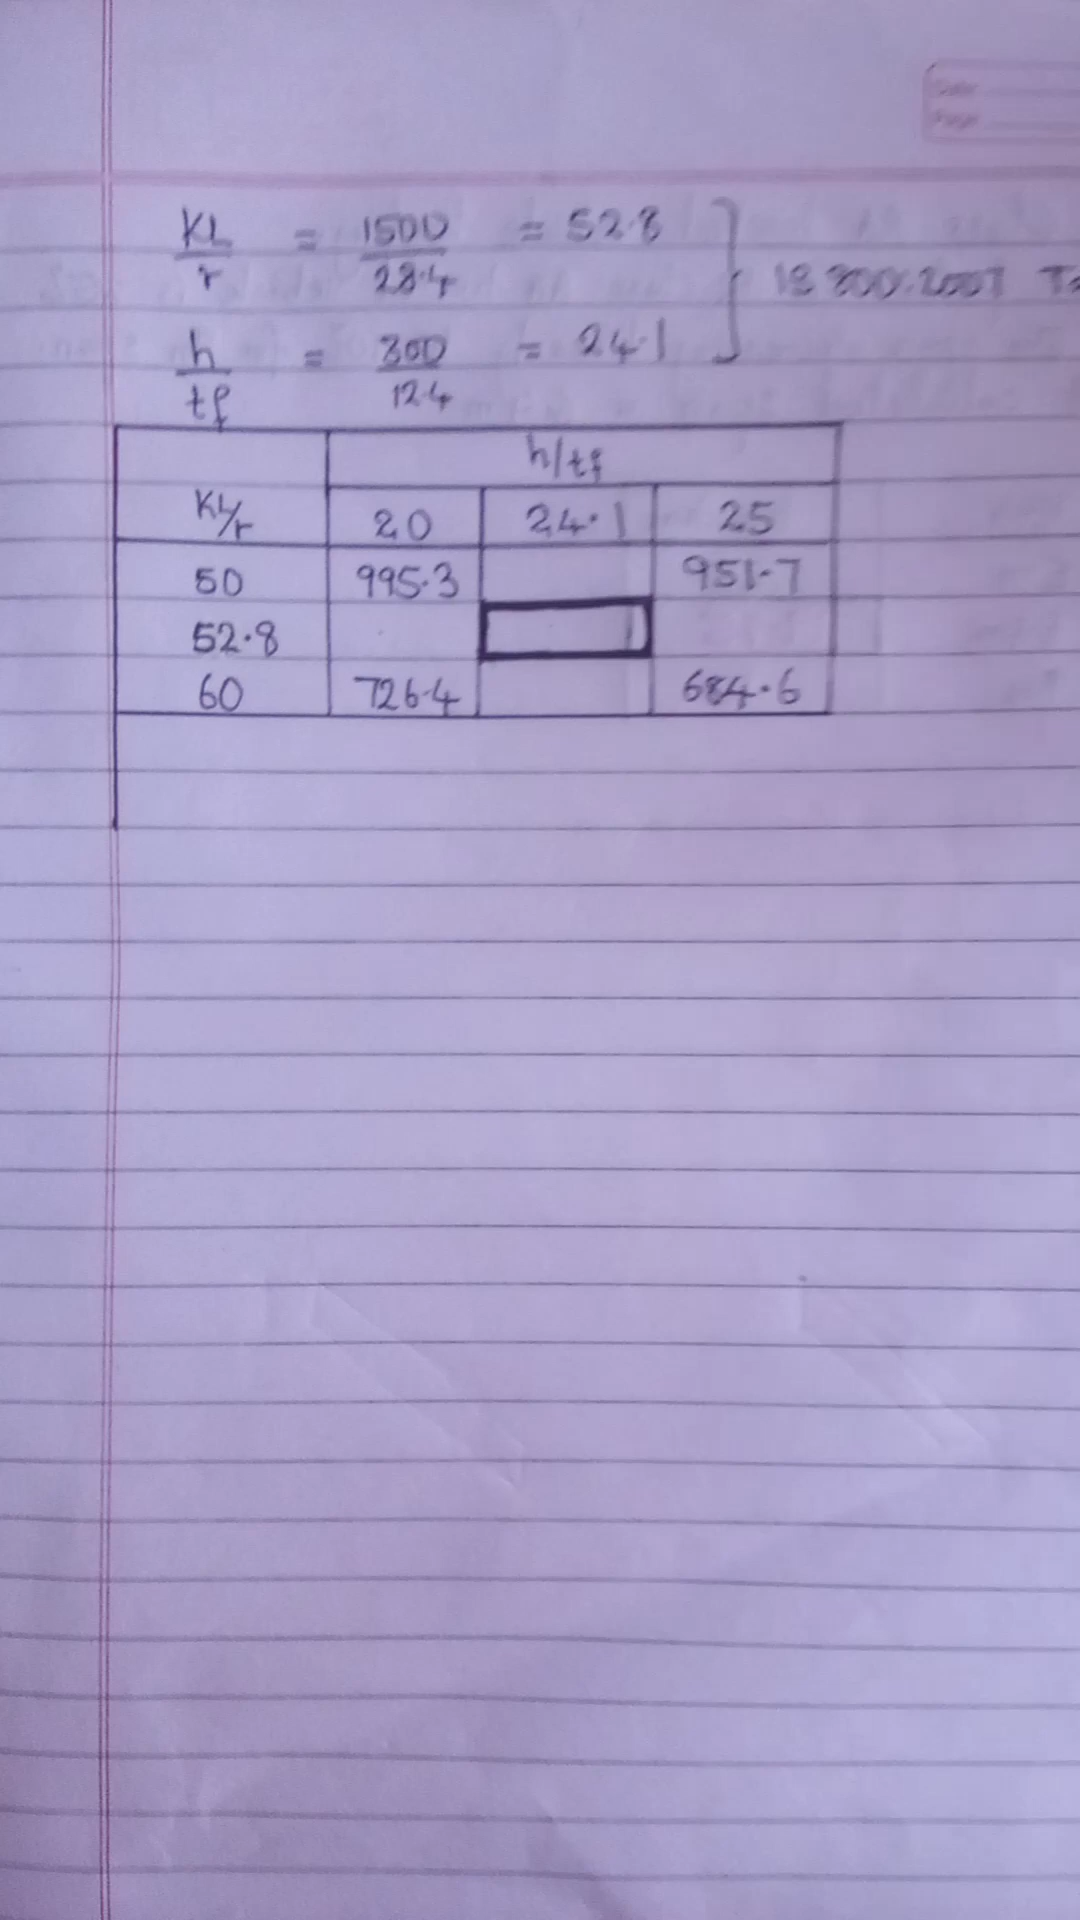 KL/r = 1500/28.4 = 52.8
h/tf = 300/12.4 = 24.1
IS 800:2007
h/tf
KL/r 20 24.1 25
50 995.3 951.7
52.8
60 726.4 684.6